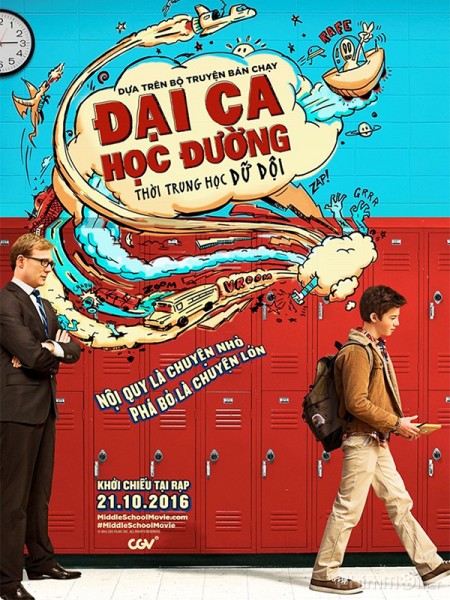 RAFE
DỰA TRÊN BỘ TRUYỆN BÁN CHẠY
ĐẠI CA
HỌC ĐƯỜNG
THỜI TRUNG HỌC DỮ DỘI
ZAP!
GRRR
ZOOM
VROOM
NỘI QUY LÀ CHUYỆN NHỎ
PHÁ BỎ LÀ CHUYỆN LỚN
KHỞI CHIẾU TẠI RẠP
21.10.2016
MiddleSchoolMovie.com
#MiddleSchoolMovie
CGV